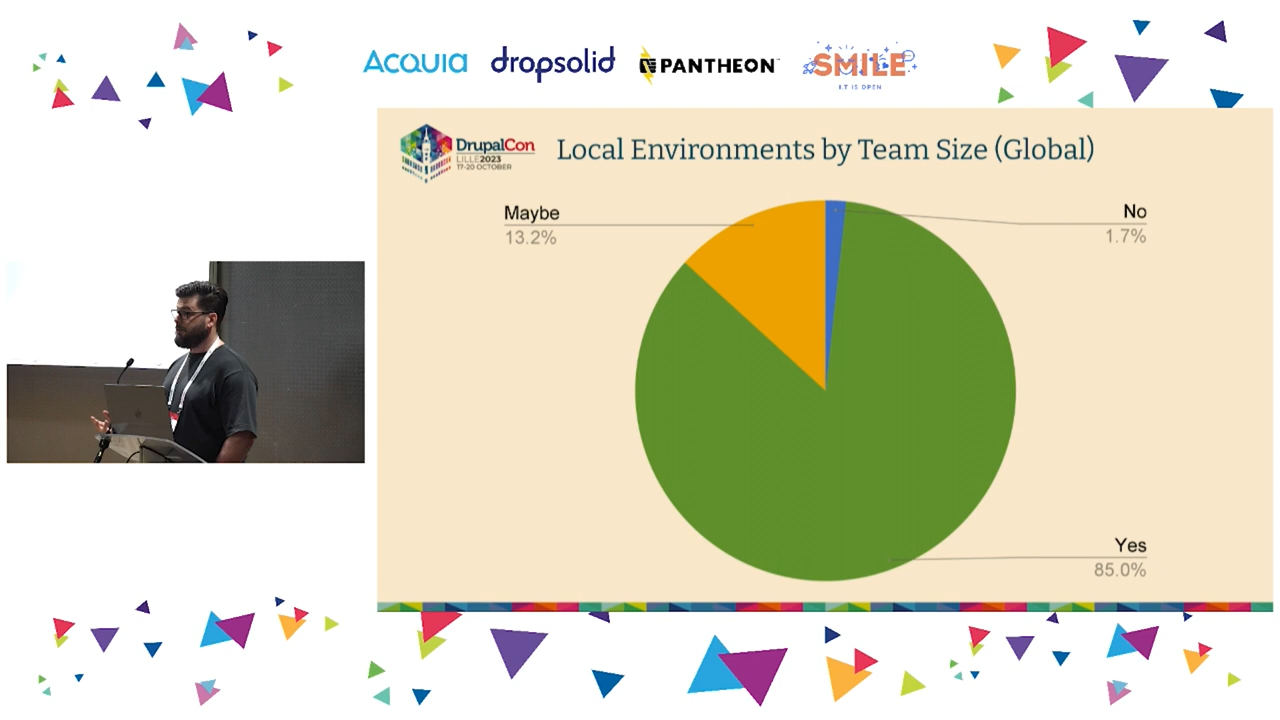 ACQUIA dropsolid PANTHEON SMILE
I.T IS OPEN
DrupalCon
LILLE2023
17-20 OCTOBER
Local Environments by Team Size (Global)
Maybe
13.2%
No
1.7%
Yes
85.0%